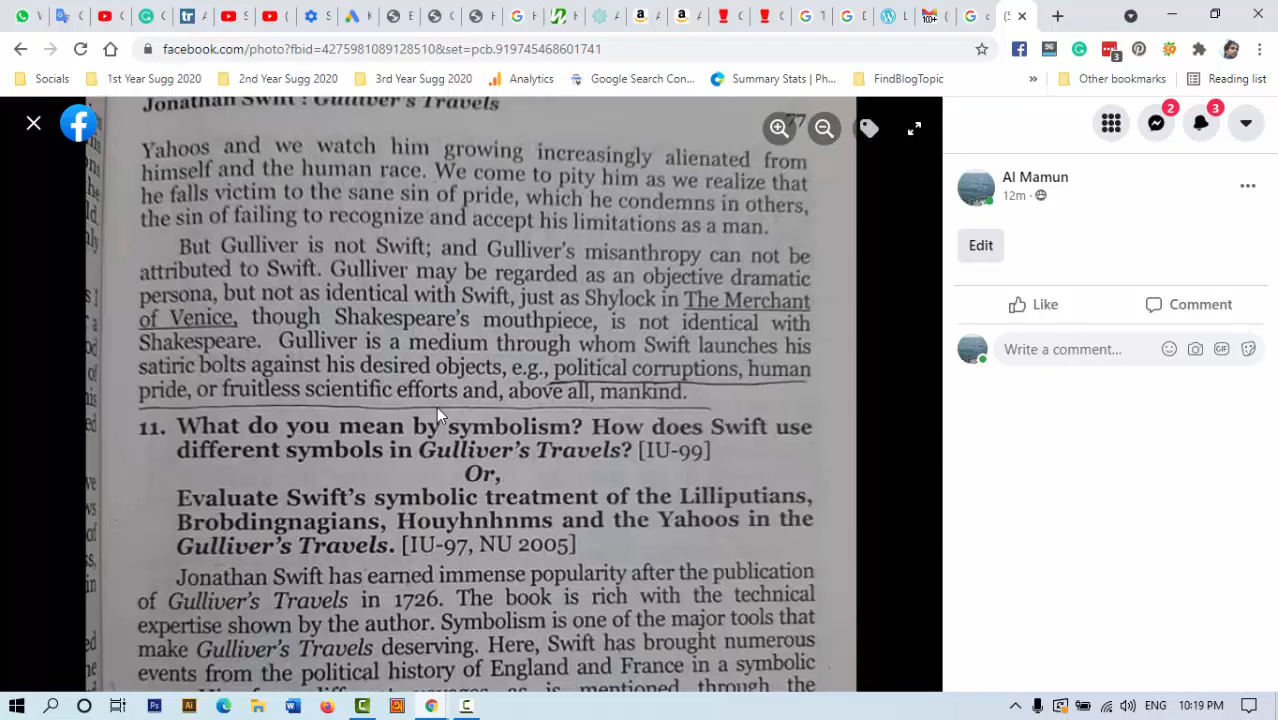 facebook.com/photo?fbid=4275981089128510&set=pcb.919745468601741
Socials
1st Year Sugg 2020
2nd Year Sugg 2020
3rd Year Sugg 2020
Analytics
Google Search Con...
Summary Stats | Ph...
FindBlogTopic
»
Other bookmarks
Reading list
Jonathan Swift : Gulliver's Travels
77
Yahoos and we watch him growing increasingly alienated from
himself and the human race. We come to pity him as we realize that
he falls victim to the sane sin of pride, which he condemns in others,
the sin of failing to recognize and accept his limitations as a man.
But Gulliver is not Swift; and Gulliver's misanthropy can not be
attributed to Swift. Gulliver may be regarded as an objective dramatic
persona, but not as identical with Swift, just as Shylock in The Merchant
of Venice, though Shakespeare's mouthpiece, is not identical with
Shakespeare. Gulliver is a medium through whom Swift launches his
satiric bolts against his desired objects, e.g., political corruptions, human
pride, or fruitless scientific efforts and, above all, mankind.
11. What do you mean by symbolism? How does Swift use
different symbols in Gulliver's Travels? [IU-99]
Or,
Evaluate Swift's symbolic treatment of the Lilliputians,
Brobdingnagians, Houyhnhnms and the Yahoos in the
Gulliver's Travels. [IU-97, NU 2005]
Jonathan Swift has earned immense popularity after the publication
of Gulliver's Travels in 1726. The book is rich with the technical
expertise shown by the author. Symbolism is one of the major tools that
make Gulliver's Travels deserving. Here, Swift has brought numerous
events from the political history of England and France in a symbolic
mentioned through the
2
3
Al Mamun
12m
Edit
Like
Comment
Write a comment...
10:19 PM